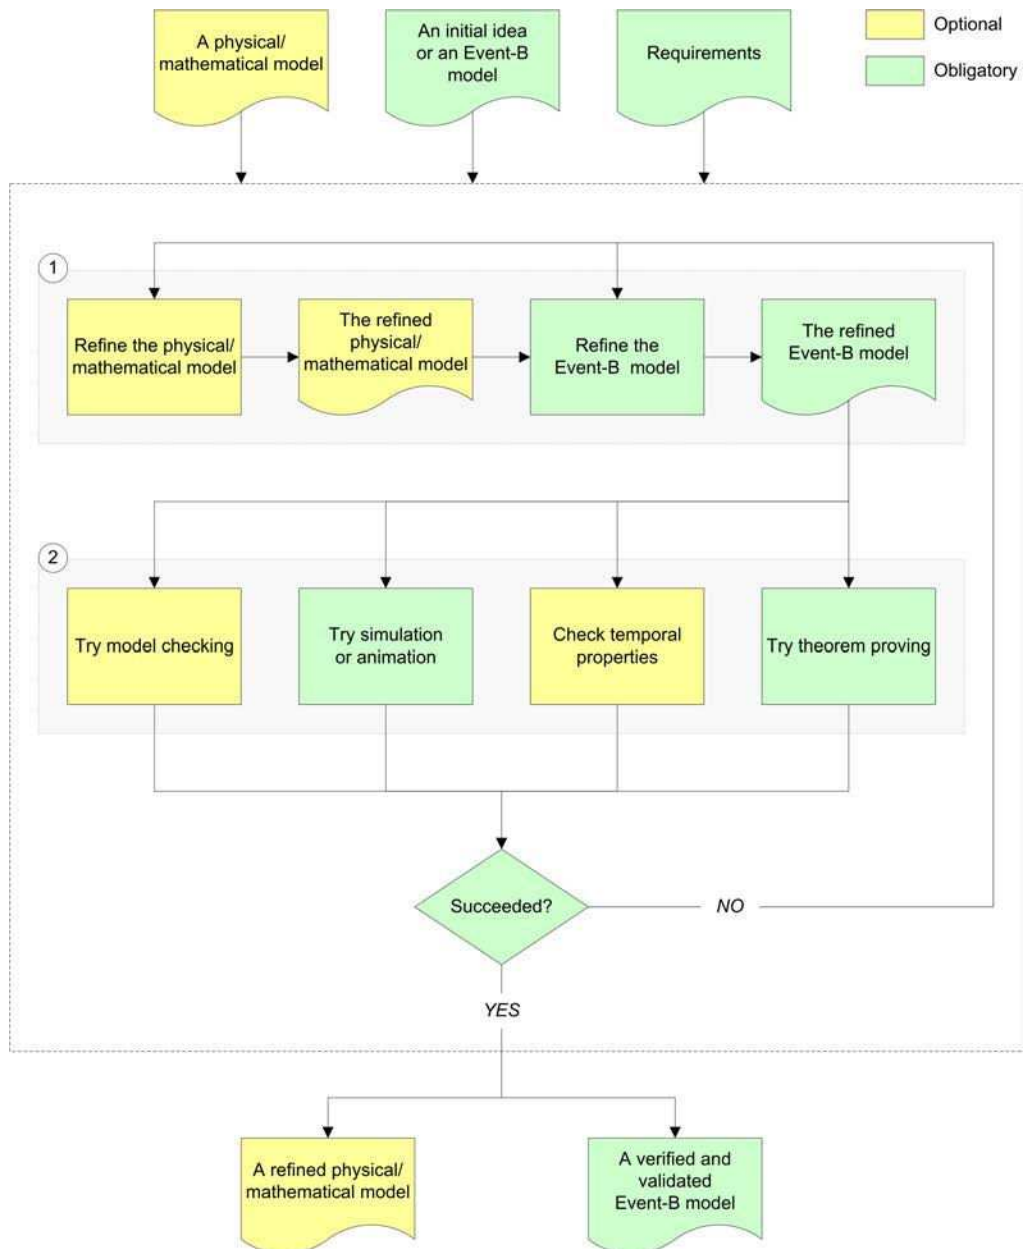 A physical/
mathematical model
An initial idea
or an Event-B
model
Requirements
Optional
Obligatory
1
Refine the physical/
mathematical model
The refined
physical/
mathematical model
Refine the
Event-B model
The refined
Event-B model
2
Try model checking
Try simulation
or animation
Check temporal
properties
Try theorem proving
Succeeded?
NO
YES
A refined physical/
mathematical model
A verified and
validated
Event-B model